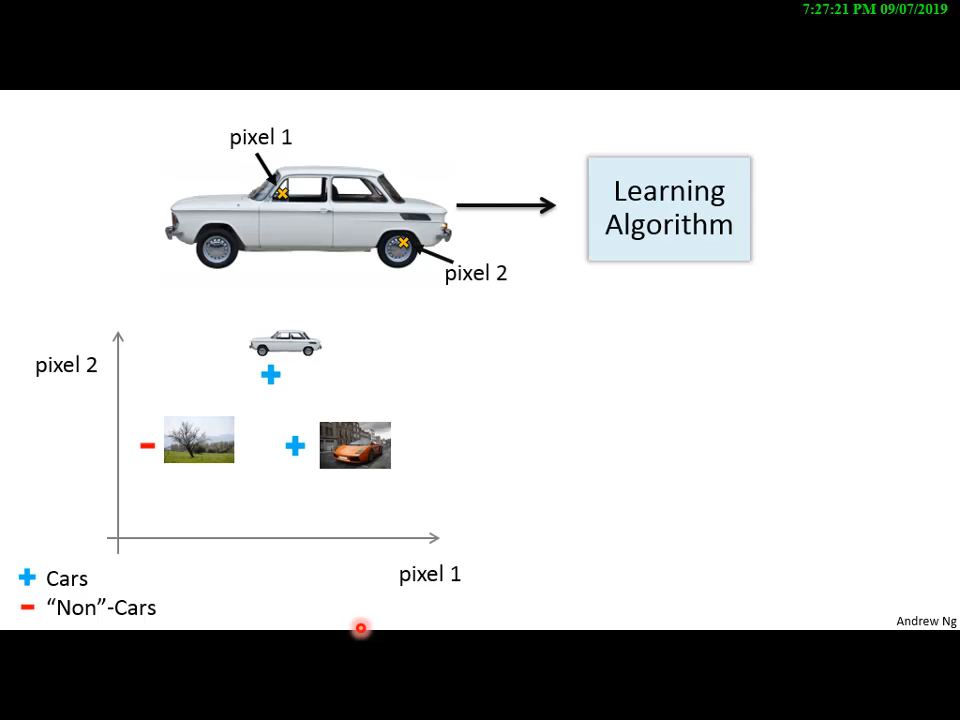 7:27:21 PM 09/07/2019
pixel 1
Learning
Algorithm
pixel 2
pixel 2
pixel 1
Cars
“Non”-Cars
Andrew Ng